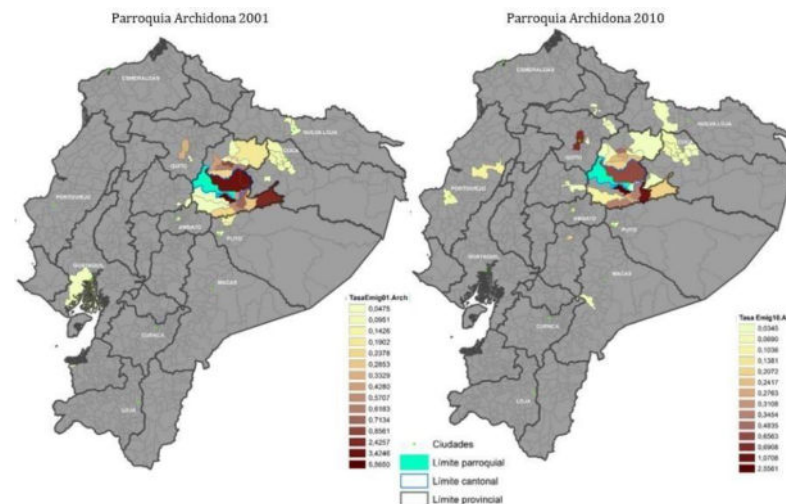 Parroquia Archidona 2001
Parroquia Archidona 2010
ESMERALDAS
NUEVA LOJA
QUITO
PORTOVIEJO
AMBATO
PUYO
GUAYAQUIL
MACAS
CUENCA
LOJA
TasaEmig01.Arch
0,0475
0,0951
0,1426
0,1902
0,2378
0,2853
0,3329
0,4280
0,5707
0,6183
0,7134
0,8561
2,4257
3,4246
ESMERALDAS
NUEVA LOJA
QUITO
PORTOVIEJO
AMBATO
PUYO
MACAS
CUENCA
LOJA
Tasa Emig10.A
0,0345
0,0690
0,1036
0,1381
0,2072
0,2417
0,2763
0,3108
0,3454
0,4835
0,6563
0,6908
1,0708
2,5561
Ciudades
Límite parroquial
Límite cantonal
Límite provincial